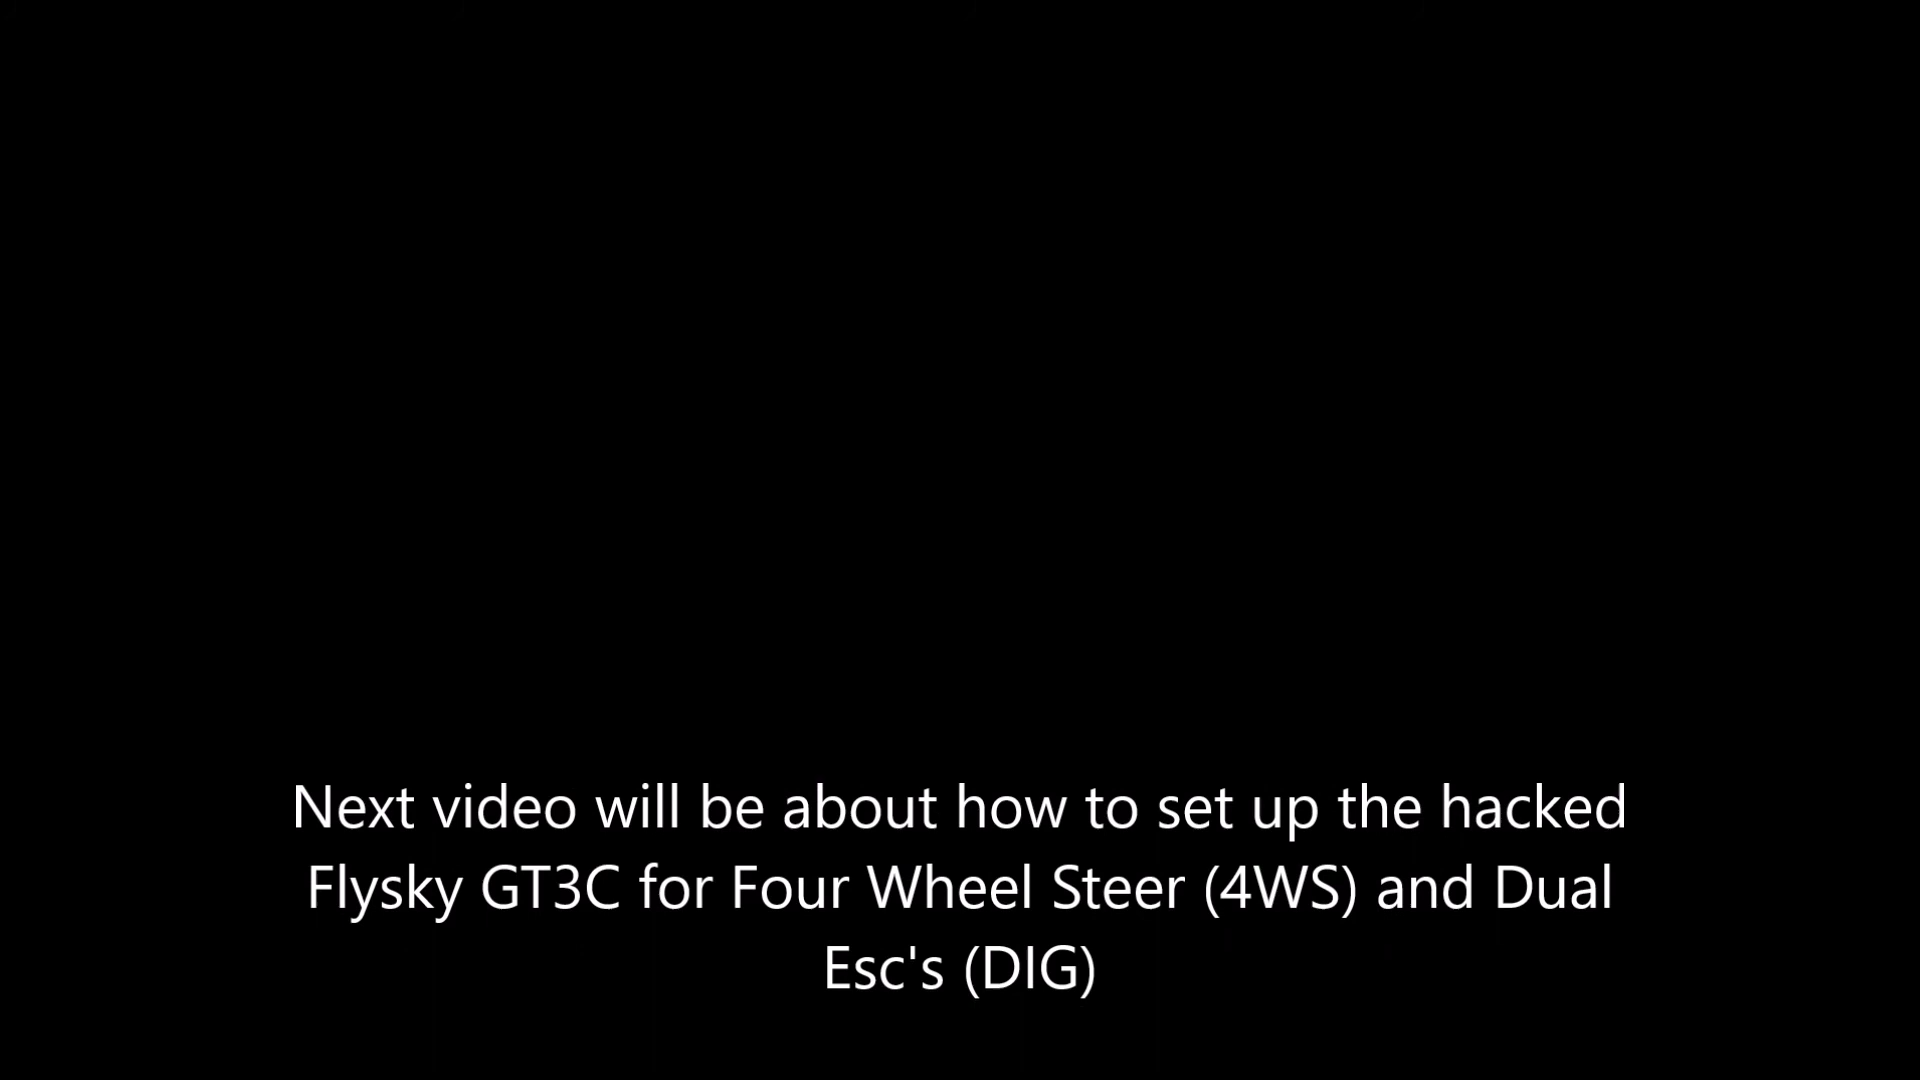 Next video will be about how to set up the hacked
Flysky GT3C for Four Wheel Steer (4WS) and Dual
Esc's (DIG)